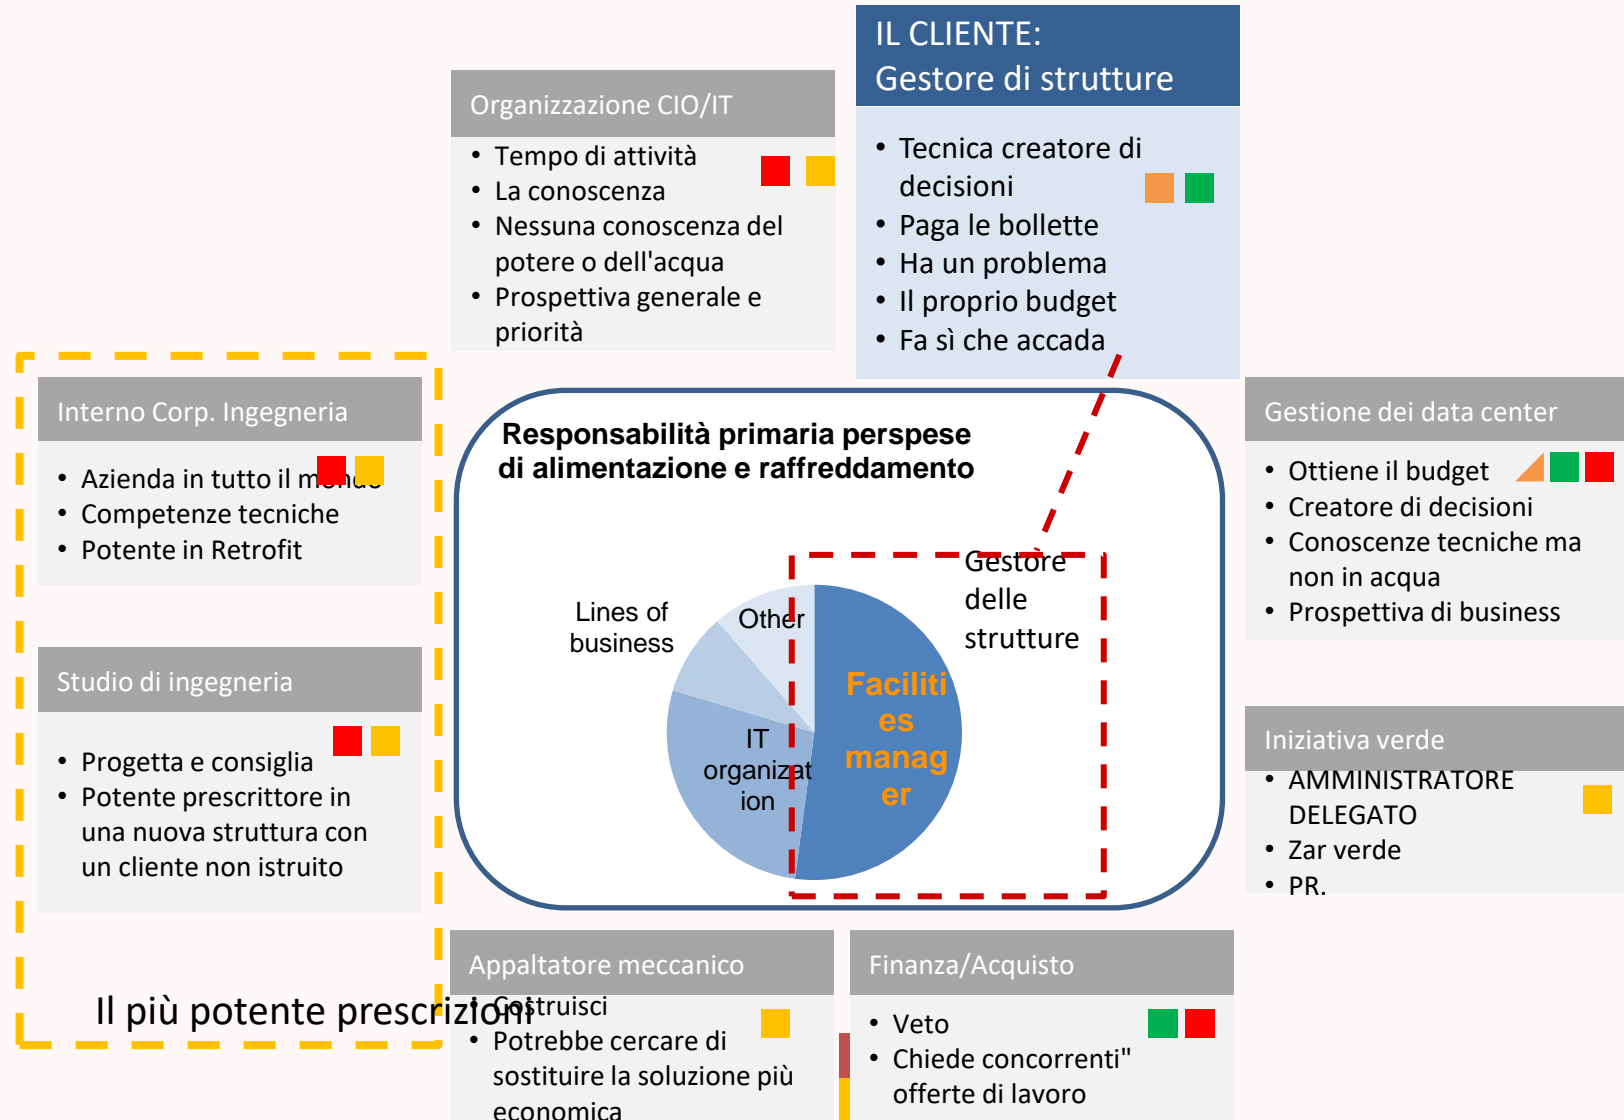 IL CLIENTE:
Gestore di strutture
• Tecnica creatore di
decisioni
• Paga le bollette
• Ha un problema
• Il proprio budget
• Fa sì che accada
Organizzazione CIO/IT
• Tempo di attività
• La conoscenza
• Nessuna conoscenza del
potere o dell'acqua
• Prospettiva generale e
priorità
Interno Corp. Ingegneria
• Azienda in tutto il mondo
• Competenze tecniche
• Potente in Retrofit
Studio di ingegneria
• Progetta e consiglia
• Potente prescrittore in
una nuova struttura con
un cliente non istruito
Il più potente prescrizioni
Responsabilità primaria perspese
di alimentazione e raffreddamento
Gestore
delle
strutture
Lines of
business
Other
Faciliti
es
manag
er
IT
organizat
ion
Gestione dei data center
• Ottiene il budget
• Creatore di decisioni
• Conoscenze tecniche ma
non in acqua
• Prospettiva di business
Iniziativa verde
• AMMINISTRATORE
DELEGATO
• Zar verde
• PR.
Appaltatore meccanico
• Costruisci
• Potrebbe cercare di
sostituire la soluzione più
economica
Finanza/Acquisto
• Veto
• Chiede concorrenti"
offerte di lavoro